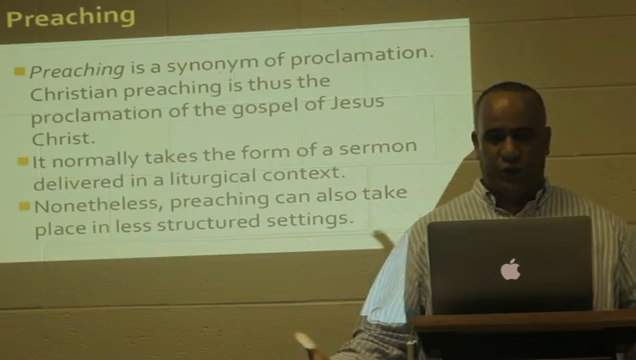 Preaching
Preaching is a synonym of proclamation.
Christian preaching is thus the
proclamation of the gospel of Jesus
Christ.
It normally takes the form of a sermon
delivered in a liturgical context.
Nonetheless, preaching can also take
place in less structured settings.